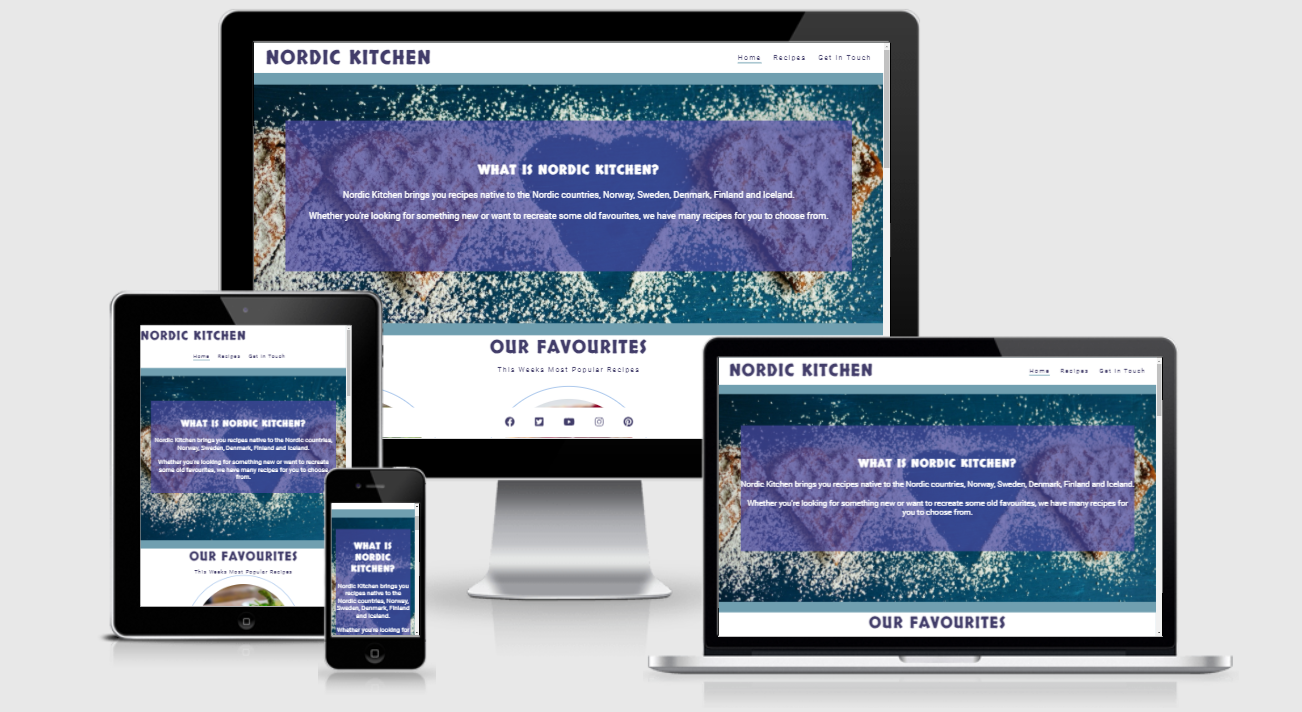 NORDIC KITCHEN
Home Recipes Get In Touch
WHAT IS NORDIC KITCHEN?
Nordic Kitchen brings you recipes native to the Nordic countries, Norway, Sweden, Denmark, Finland and Iceland.
Whether you're looking for something new or want to recreate some old favourites, we have many recipes for you to choose from.
OUR FAVOURITES
This Weeks Most Popular Recipes
NORDIC KITCHEN
Home Recipes Get In Touch
WHAT IS NORDIC KITCHEN?
Nordic Kitchen brings you recipes native to the Nordic countries,
Norway, Sweden, Denmark, Finland and Iceland.
Whether you're looking for something new or want to recreate
some old favourites, we have many recipes for you to choose
from.
OUR FAVOURITES
This Weeks Most Popular Recipes
WHAT IS
NORDIC
KITCHEN?
Nordic Kitchen brings you
recipes native to the
Nordic countries, Norway,
Sweden, Denmark, Finland
and Iceland.
Whether you're looking for
NORDIC KITCHEN
Home Recipes Get In Touch
WHAT IS NORDIC KITCHEN?
Nordic Kitchen brings you recipes native to the Nordic countries, Norway, Sweden, Denmark, Finland and Iceland.
Whether you're looking for something new or want to recreate some old favourites, we have many recipes for
you to choose from.
OUR FAVOURITES